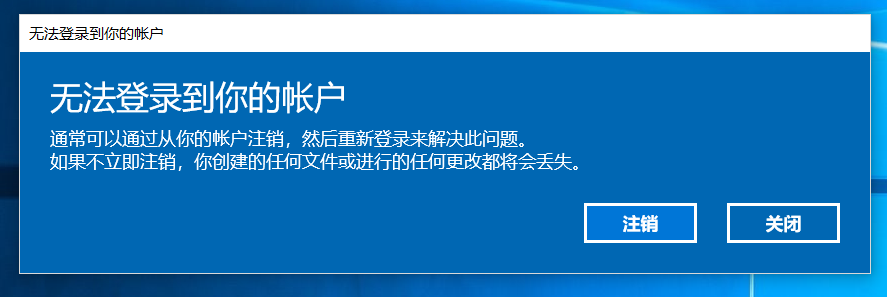 无法登录到你的帐户
无法登录到你的帐户
通常可以通过从你的帐户注销，然后重新登录来解决此问题。
如果不立即注销，你创建的任何文件或进行的任何更改都将会丢失。
注销 关闭